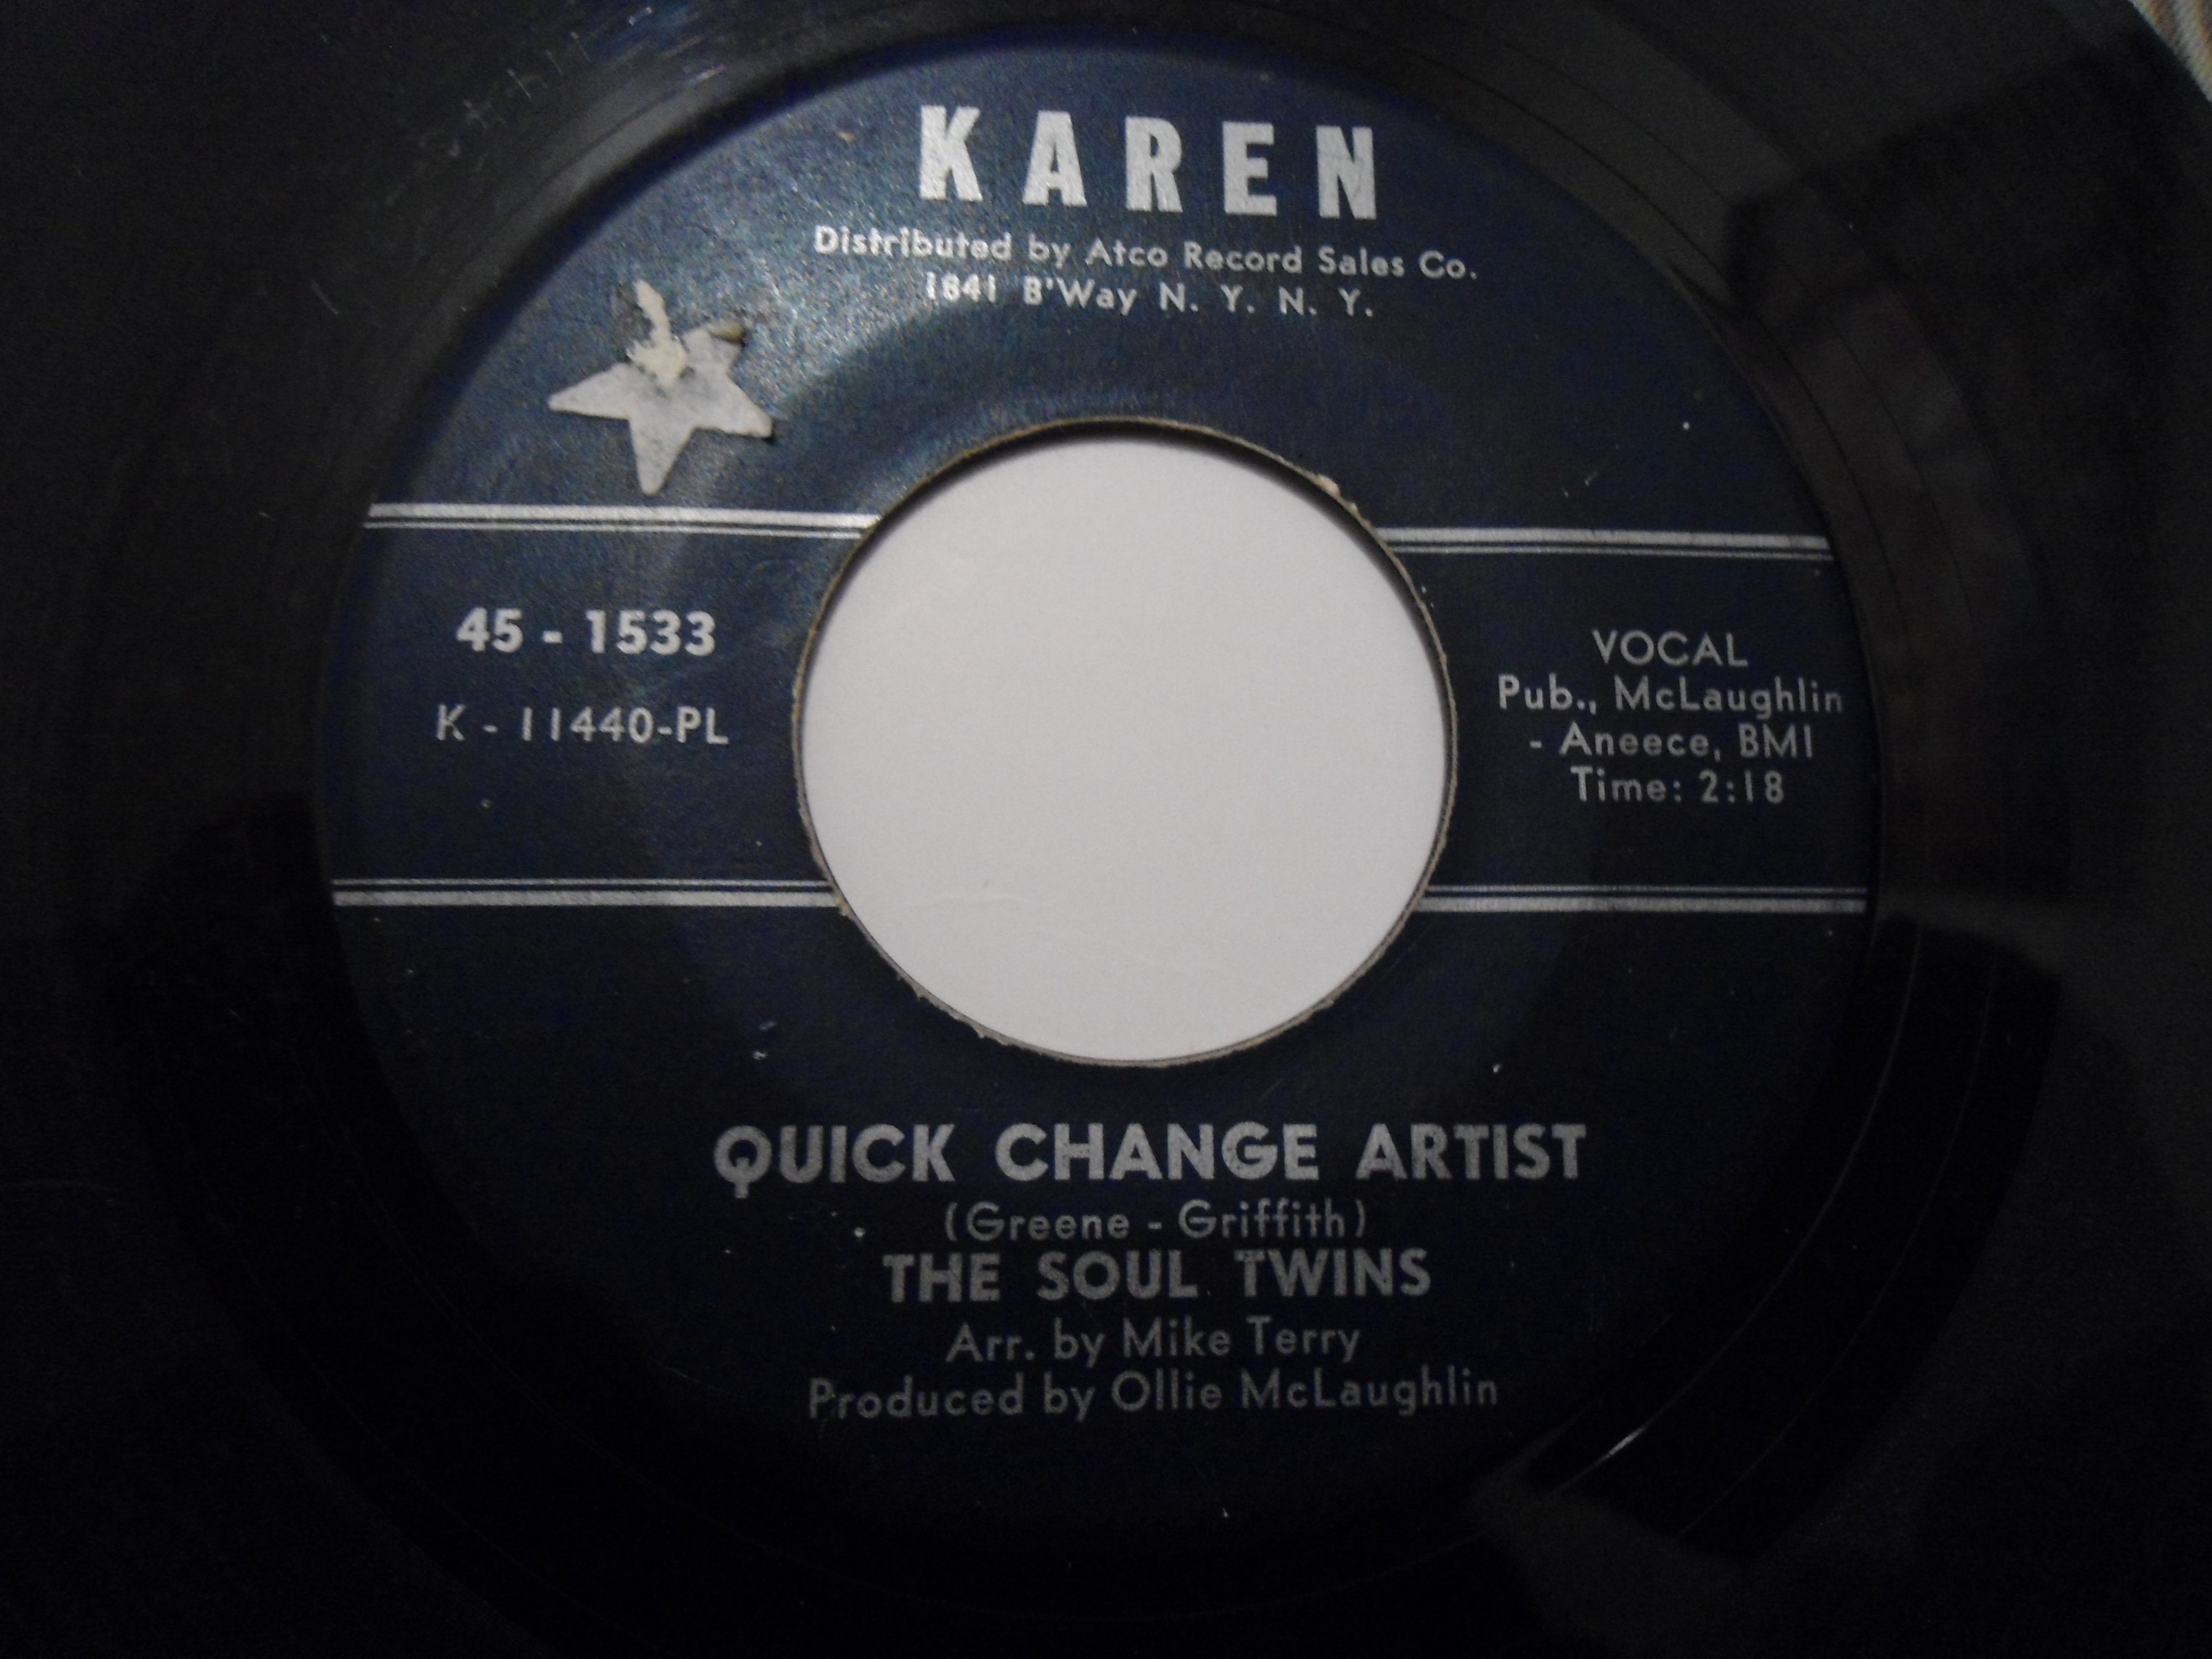 KAREN
Distributed by Atco Record Sales Co.
1841 B'Way N. Y. N. Y.
45 - 1533
K - 11440-PL
VOCAL
Pub., McLaughlin
- Aneece, BMI
Time: 2:18
QUICK CHANGE ARTIST
(Greene - Griffith)
THE SOUL TWINS
Arr. by Mike Terry
Produced by Ollie McLaughlin